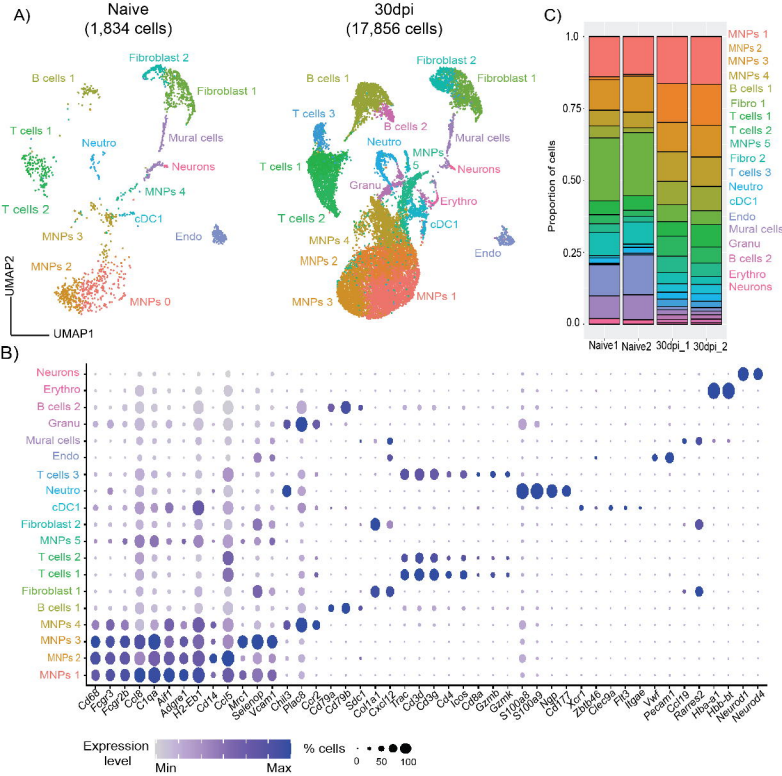 A)
Naive
(1,834 cells)
30dpi
(17,856 cells)
Fibroblast 2
B cells 1
Fibroblast 1
T cells 1
Neutro
Mural cells
Neurons
MNPs 4
T cells 2
cDC1
MNPs 3
Endo
MNPs 2
MNPs 0
UMAP2
UMAP1
Fibroblast 2
B cells 1
Fibroblast 1
T cells 3
B cells 2
Mural cells
Neutro
MNPs
5
T cells 1
Neurons
Granu
Erythro
T cells 2
cDC1
MNPs 4
Endo
MNPs 2
MNPs 3
MNPs 1
C)
Proportion of cells
1.0
0.75
0.50
0.25
0.0
Naive1
Naive2
30dpi_1
30dpi_2
MNPs 1
MNPs 2
MNPs 3
MNPs 4
B cells 1
Fibro 1
T cells 1
T cells 2
MNPs 5
Fibro 2
T cells 3
Neutro
cDC1
Endo
Mural cells
Granu
B cells 2
Erythro
Neurons
B)
Neurons
Erythro
B cells 2
Granu
Mural cells
Endo
T cells 3
Neutro
cDC1
Fibroblast 2
MNPs 5
T cells 2
T cells 1
Fibroblast 1
B cells 1
MNPs 4
MNPs 3
MNPs 2
MNPs 1
Cd68
Fcgr3
Fcgr2b
Ccl8
C1qa
Aif1
Adgre1
H2-Eb1
Cd14
Ccl5
Mrc1
Selenop
Vcam1
Chil3
Plac8
Ccr2
Cd79a
Cd79b
Sdc1
Col1a1
Cxcl12
Trac
Cd3d
Cd3g
Cd4
Icos
Cd8a
Gzmb
Gzmk
S100a8
S100a9
Ngp
Cd177
Xcr1
Zbtb46
Clec9a
Flt3
Itgae
Vwf
Pecam1
Ccl19
Rarres2
Hba-a1
Hbb-bt
Neurod1
Neurod4
Expression
level
Min
Max
% cells
0
50
100